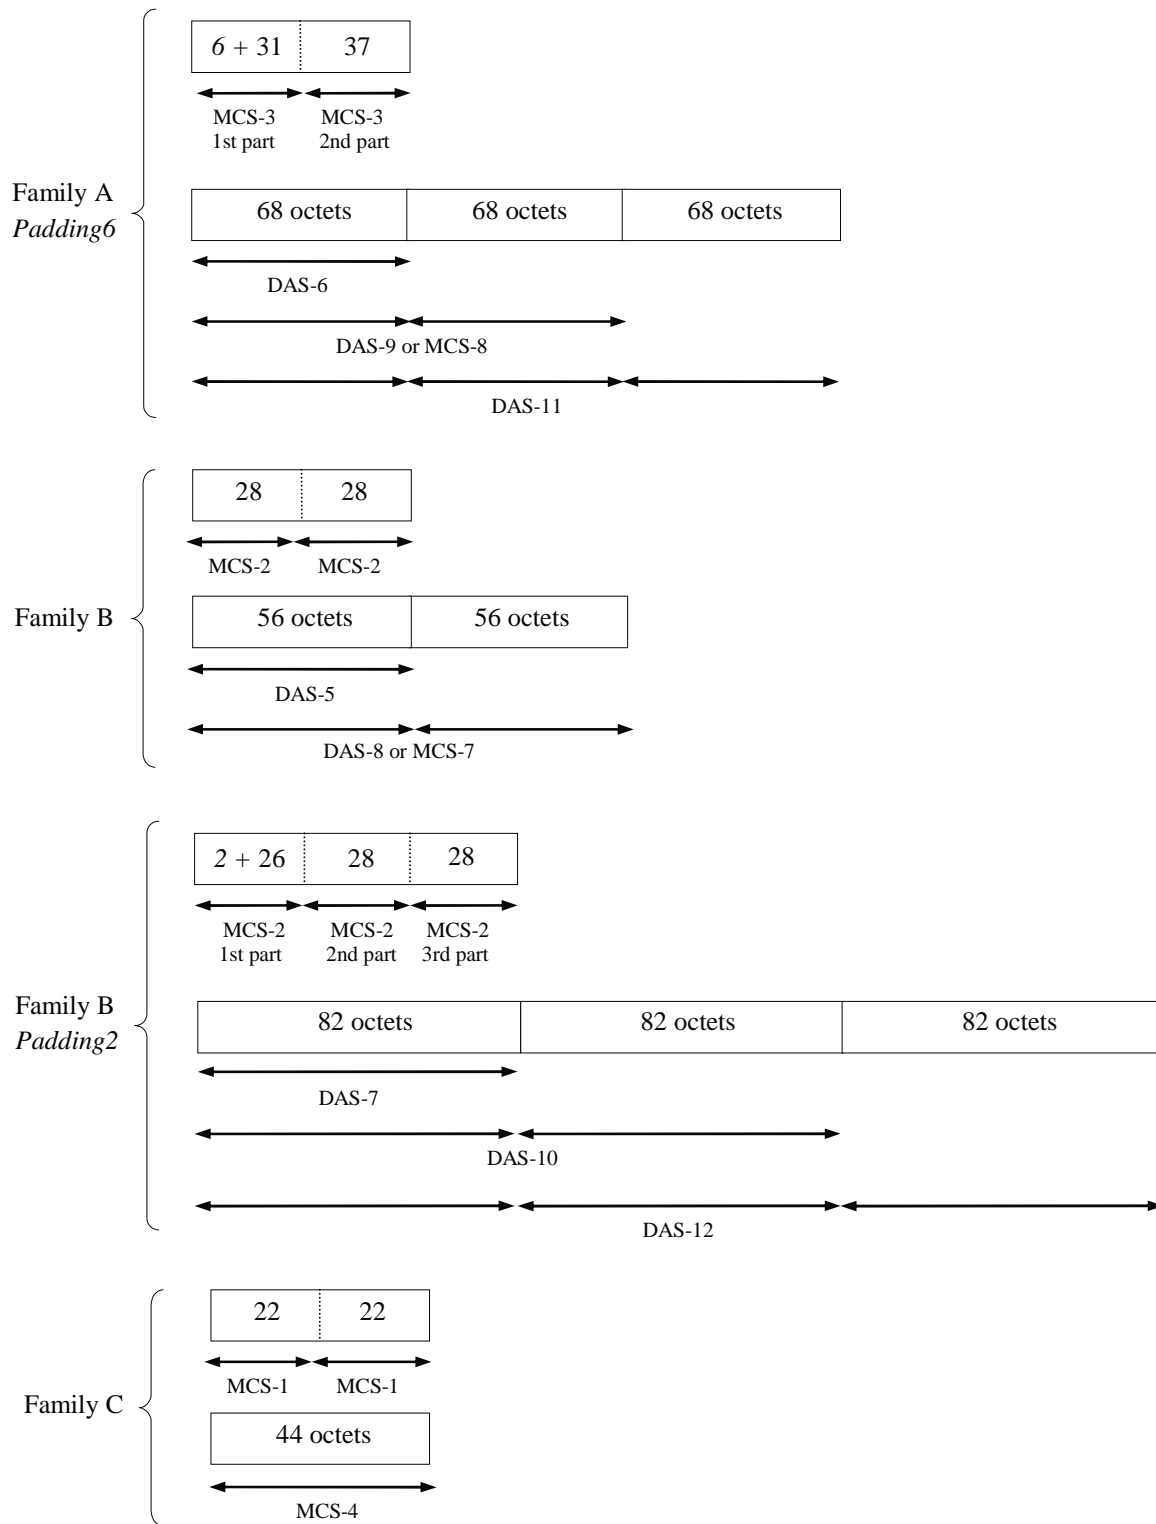 6 + 31 37
MCS-3 MCS-3
1st part 2nd part
Family A
Padding6
68 octets 68 octets 68 octets
DAS-6
DAS-9 or MCS-8
DAS-11
28 28
MCS-2 MCS-2
Family B
56 octets 56 octets
DAS-5
DAS-8 or MCS-7
2 + 26 28 28
MCS-2 MCS-2 MCS-2
1st part 2nd part 3rd part
Family B
Padding2
82 octets 82 octets 82 octets
DAS-7
DAS-10
DAS-12
22 22
MCS-1 MCS-1
Family C
44 octets
MCS-4